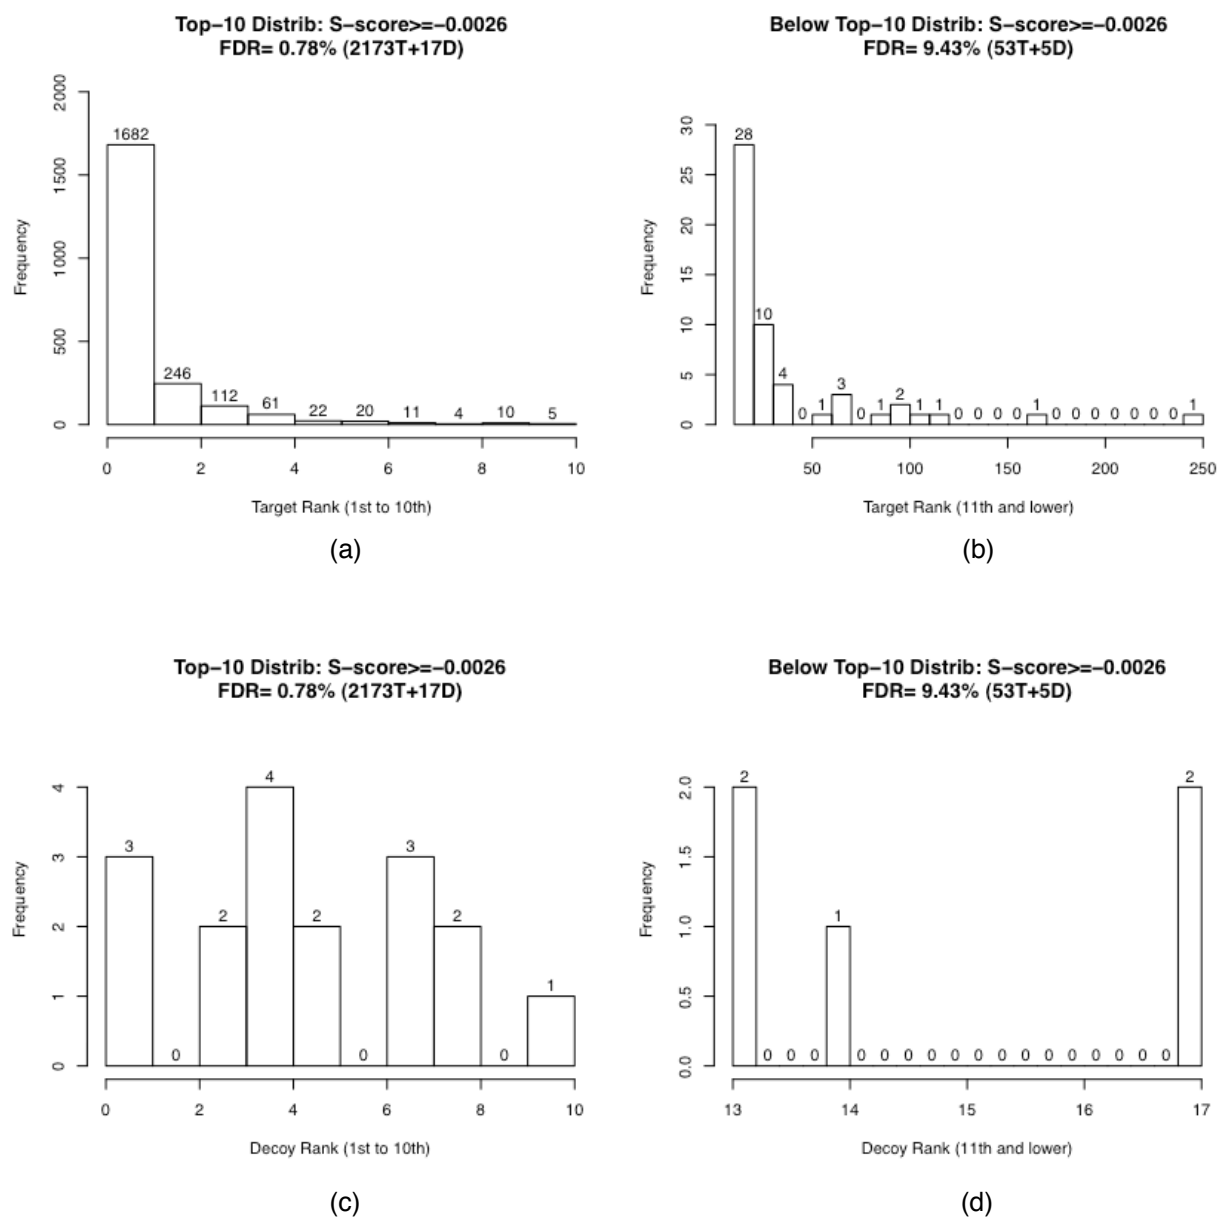 Top−10 Distrib: S−score>=−0.0026
FDR= 0.78% (2173T+17D)
2000
1500
1000
500
0
Frequency
1682
246
112
61
22
20
11
4
10
5
0 2 4 6 8 10
Target Rank (1st to 10th)
(a)
Below Top−10 Distrib: S−score>=−0.0026
FDR= 9.43% (53T+5D)
30
25
20
15
10
5
0
Frequency
28
10
4
0 1 3 0 1 2 1 1 0 0 0 0 1 0 0 0 0 0 0 0 1
50 100 150 200 250
Target Rank (11th and lower)
(b)
Top−10 Distrib: S−score>=−0.0026
FDR= 0.78% (2173T+17D)
4
3
2
1
0
Frequency
3 0 2 4 2 0 3 2 0 1
0 2 4 6 8 10
Decoy Rank (1st to 10th)
(c)
Below Top−10 Distrib: S−score>=−0.0026
FDR= 9.43% (53T+5D)
2.0
1.5
1.0
0.5
0.0
Frequency
2 0 0 0 1 0 0 0 0 0 0 0 0 0 0 0 0 0 0 2
13 14 15 16 17
Decoy Rank (11th and lower)
(d)